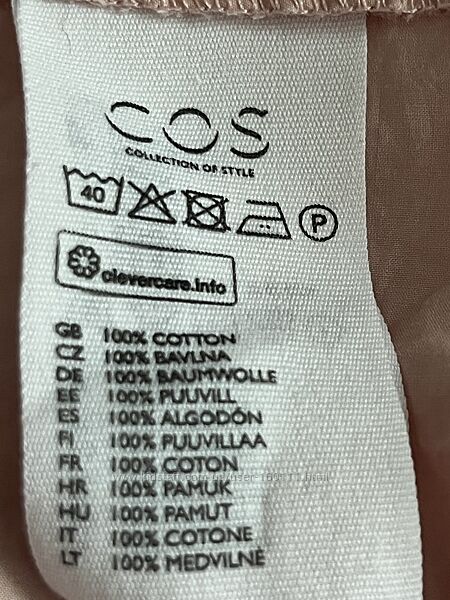 COS
COLLECTION OF STYLE
40 P
clevercare.info
GB 100% COTTON
CZ 100% BAVLNA
DE 100% BAUMWOLLE
EE 100% PUUVILL
ES 100% ALGODÓN
FI 100% PUUVILLAA
FR 100% COTON
HR 100% PAMUK
HU 100% PAMUT
IT 100% COTONE
LT 100% MEDVILNĖ